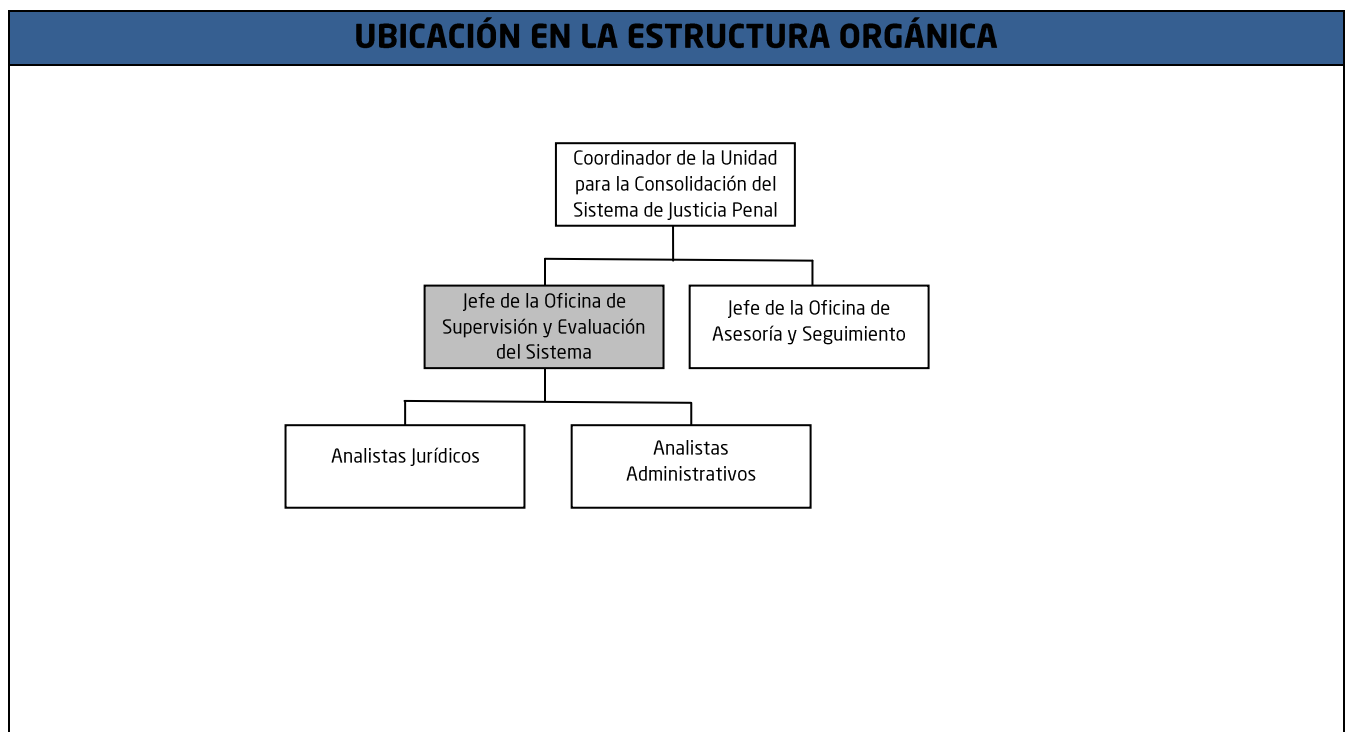 UBICACIÓN EN LA ESTRUCTURA ORGÁNICA
Coordinador de la Unidad
para la Consolidación del
Sistema de Justicia Penal
Jefe de la Oficina de
Supervisión y Evaluación
del Sistema
Jefe de la Oficina de
Asesoría y Seguimiento
Analistas Jurídicos
Analistas
Administrativos